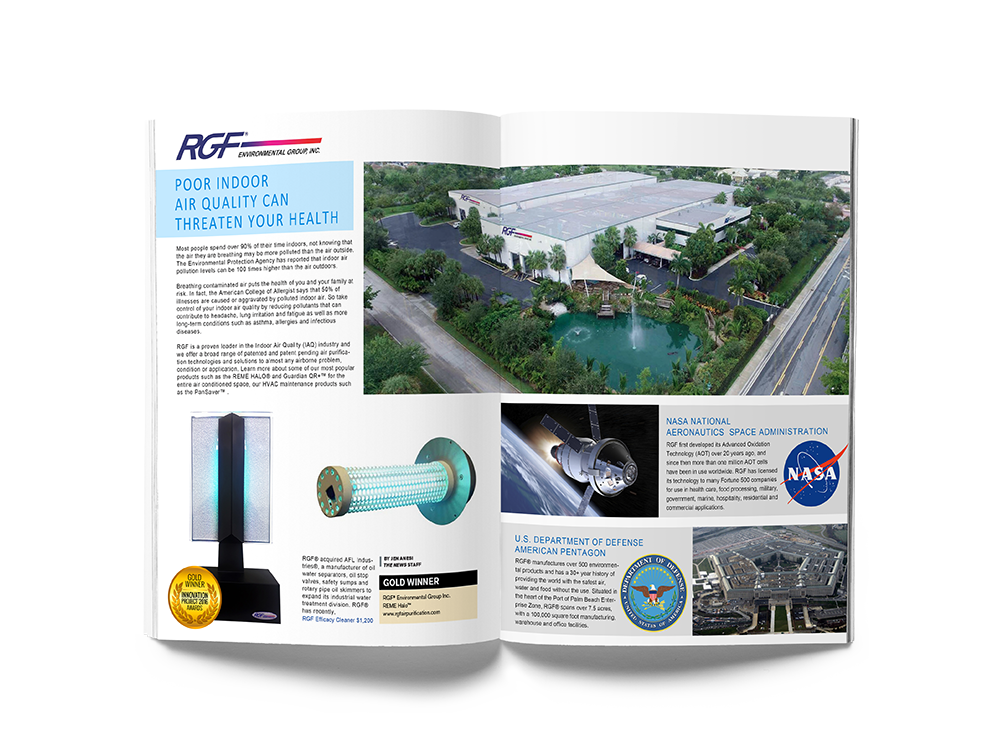 RGF®
ENVIRONMENTAL GROUP, INC.
POOR INDOOR
AIR QUALITY CAN
THREATEN YOUR HEALTH
Most people spend over 90% of their time indoors, not knowing that
the air they are breathing may be more polluted than the air outside.
The Environmental Protection Agency has reported that indoor air
pollution levels can be 100 times higher than the air outdoors.
Breathing contaminated air puts the health of you and your family at
risk. In fact, the American College of Allergist says that 50% of
illnesses are caused or aggravated by polluted indoor air. So take
control of your indoor air quality by reducing pollutants that can
contribute to headache, lung irritation and fatigue as well as more
long-term conditions such as asthma, allergies and infectious
diseases.
RGF is a proven leader in the Indoor Air Quality (IAQ) industry and
we offer a broad range of patented and patent pending air purifica-
tion technologies and solutions to almost any airborne problem,
condition or application. Learn more about some of our most popular
products such as the REME HALO® and Guardian QR+™ for the
entire air conditioned space, our HVAC maintenance products such
as the PanSaver™ .
GOLD
WINNER
INNOVATION
PROJECT 2016
AWARDS
RGF
RGF® acquired AFL Indus-
tries®, a manufacturer of oil
water separators, oil stop
valves, safety sumps and
rotary pipe oil skimmers to
expand its industrial water
treatment division. RGF®
has recently,
RGF Efficacy Cleaner $1,200
BY JEN ANESI
THE NEWS STAFF
GOLD WINNER
RGF® Environmental Group Inc.
REME Halo™
www.rgfairpurification.com
RGF
RGF
RGF
NASA NATIONAL
AERONAUTICS SPACE ADMINISTRATION
RGF first developed its Advanced Oxidation
Technology (AOT) over 20 years ago, and
since then more than one million AOT cells
have been in use worldwide. RGF has licensed
its technology to many Fortune 500 companies
for use in health care, food processing, military,
government, marine, hospitality, residential and
commercial applications.
NASA
U.S. DEPARTMENT OF DEFENSE
AMERICAN PENTAGON
RGF® manufactures over 500 environmen-
tal products and has a 30+ year history of
providing the world with the safest air,
water and food without the use. Situated in
the heart of the Port of Palm Beach Enter-
prise Zone, RGF® spans over 7.5 acres,
with a 100,000 square foot manufacturing,
warehouse and office facilities.
DEPARTMENT OF DEFENSE
UNITED STATES OF AMERICA